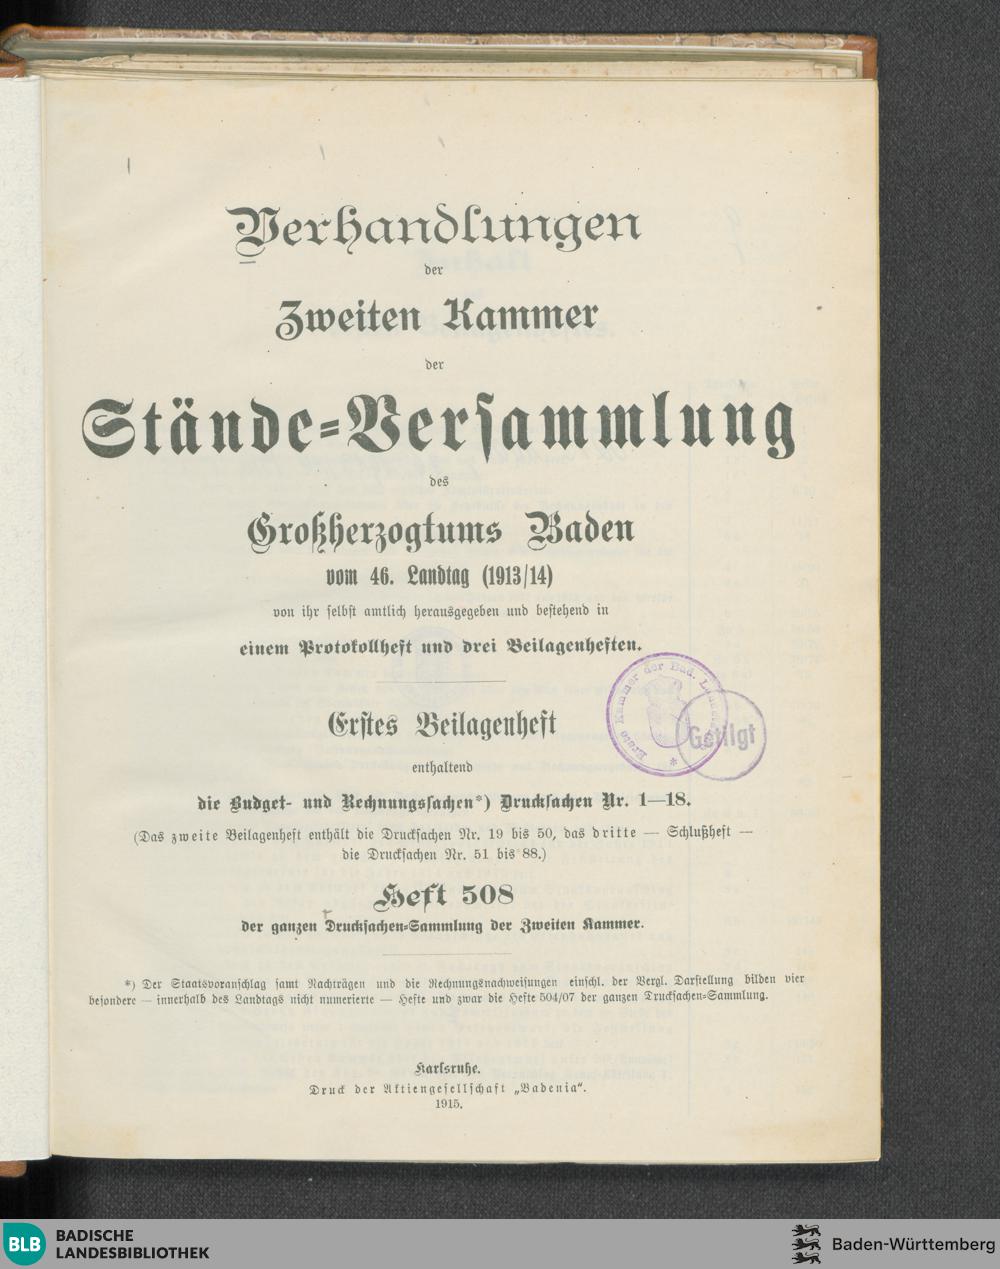 Verhandlungen
der
Zweiten Kammer
der
Stände-Versammlung
des
Großherzogtums Baden
vom 46. Landtag (1913/14)
von ihr selbst amtlich herausgegeben und bestehend in
einem Protokollheft und drei Beilagenheften.
Erste Kammer der Bad.
Getilgt
Erstes Beilagenheft
enthaltend
die Budget- und Rechnungssachen*) Drucksachen Nr. 1—18.
(Das zweite Beilagenheft enthält die Drucksachen Nr. 19 bis 50, das dritte — Schlußheft —
die Drucksachen Nr. 51 bis 88.)
Heft 508
der ganzen Drucksachen-Sammlung der Zweiten Kammer.
*) Der Staatsvoranschlag samt Nachträgen und die Rechnungsnachweisungen einschl. der Vergl. Darstellung bilden vier
besondere — innerhalb des Landtags nicht numerierte — Hefte und zwar die Hefte 504/07 der ganzen Drucksachen-Sammlung.
Karlsruhe.
Druck der Aktiengesellschaft „Badenia“.
1915.
BLB BADISCHE
LANDESBIBLIOTHEK
Baden-Württemberg